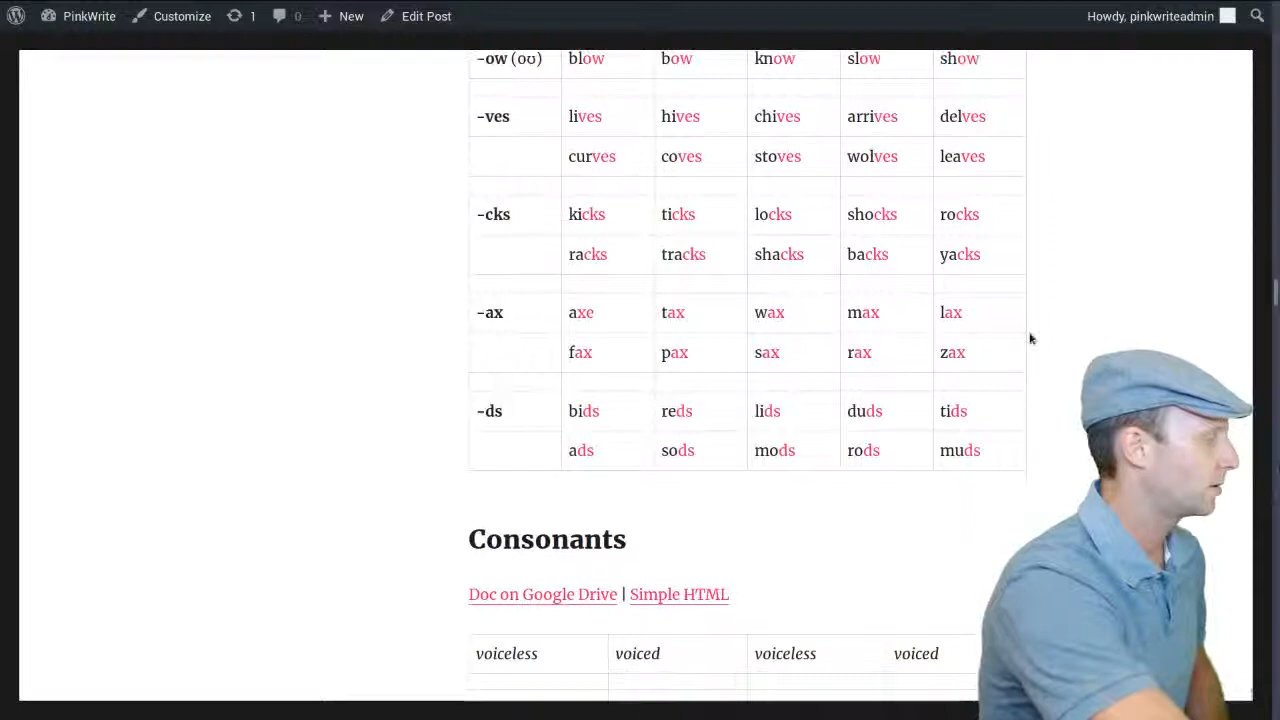 PinkWrite Customize 1 0 New Edit Post Howdy, pinkwriteadmin
-ow (oʊ) blow bow know slow show
-ves lives hives chives arrives delves
curves coves stoves wolves leaves
-cks kicks ticks locks shocks rocks
racks tracks shacks backs yacks
-ax axe tax wax max lax
fax pax sax rax zax
-ds bids reds lids duds tids
ads sods mods rods muds
Consonants
Doc on Google Drive | Simple HTML
voiceless voiced voiceless voiced